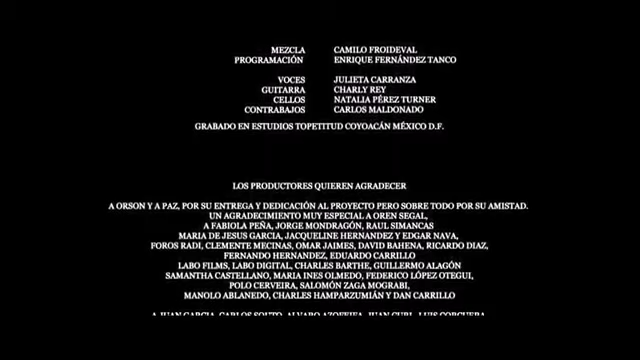 MEZCLA CAMILO FROIDEVAL
PROGRAMACIÓN ENRIQUE FERNÁNDEZ TANCO
VOCES JULIETA CARRANZA
GUITARRA CHARLY REY
CELLOS NATALIA PÉREZ TURNER
CONTRABAJOS CARLOS MALDONADO
GRABADO EN ESTUDIOS TOPETITUD COYOACÁN MÉXICO D.F.
LOS PRODUCTORES QUIEREN AGRADECER
A ORSON Y A PAZ, POR SU ENTREGA Y DEDICACIÓN AL PROYECTO PERO SOBRE TODO POR SU AMISTAD.
UN AGRADECIMIENTO MUY ESPECIAL A OREN SEGAL,
A FABIOLA PEÑA, JORGE MONDRAGÓN, RAUL SIMANCAS
MARIA DE JESUS GARCIA, JACQUELINE HERNANDEZ Y EDGAR NAVA,
FOROS RADI, CLEMENTE MECINAS, OMAR JAIMES, DAVID BAHENA, RICARDO DIAZ,
FERNANDO HERNANDEZ, EDUARDO CARRILLO
LABO FILMS, LABO DIGITAL, CHARLES BARTHE, GUILLERMO ALAGÓN
SAMANTHA CASTELLANO, MARIA INES OLMEDO, FEDERICO LÓPEZ OTEGUI,
POLO CERVEIRA, SALOMÓN ZAGA MOGRABI,
MANOLO ABLANEDO, CHARLES HAMPARZUMIÁN Y DAN CARRILLO
A JUAN GARCIA, CARLOS